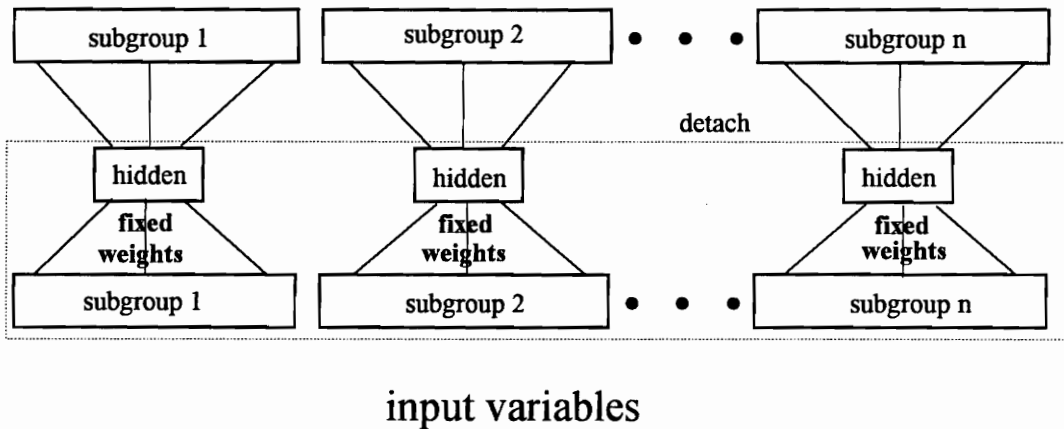 subgroup 1 subgroup 2 subgroup n
detach
hidden hidden hidden
fixed fixed fixed
weights weights weights
subgroup 1 subgroup 2 subgroup n
input variables